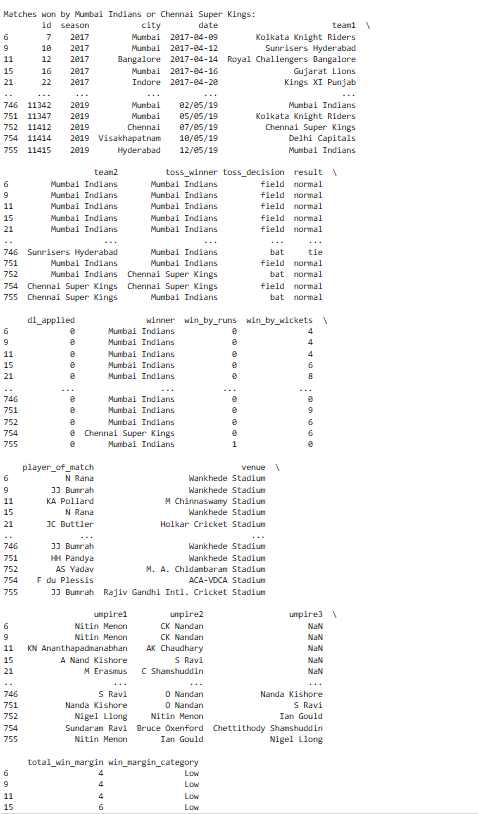 Matches won by Mumbai Indians or Chennai Super Kings:
id season city date team1 \
6 7 2017 Mumbai 2017-04-09 Kolkata Knight Riders
9 10 2017 Mumbai 2017-04-12 Sunrisers Hyderabad
11 12 2017 Bangalore 2017-04-14 Royal Challengers Bangalore
15 16 2017 Mumbai 2017-04-16 Gujarat Lions
21 22 2017 Indore 2017-04-20 Kings XI Punjab
.. ... ... ... ... ...
746 11342 2019 Mumbai 02/05/19 Mumbai Indians
751 11347 2019 Mumbai 05/05/19 Kolkata Knight Riders
752 11412 2019 Chennai 07/05/19 Chennai Super Kings
754 11414 2019 Visakhapatnam 10/05/19 Delhi Capitals
755 11415 2019 Hyderabad 12/05/19 Mumbai Indians
team2 toss_winner toss_decision result \
6 Mumbai Indians Mumbai Indians field normal
9 Mumbai Indians Mumbai Indians field normal
11 Mumbai Indians Mumbai Indians field normal
15 Mumbai Indians Mumbai Indians field normal
21 Mumbai Indians Mumbai Indians field normal
.. ... ... ... ...
746 Sunrisers Hyderabad Mumbai Indians bat tie
751 Mumbai Indians Mumbai Indians field normal
752 Mumbai Indians Chennai Super Kings bat normal
754 Chennai Super Kings Chennai Super Kings field normal
755 Chennai Super Kings Mumbai Indians bat normal
dl_applied winner win_by_runs win_by_wickets \
6 0 Mumbai Indians 0 4
9 0 Mumbai Indians 0 4
11 0 Mumbai Indians 0 4
15 0 Mumbai Indians 0 6
21 0 Mumbai Indians 0 8
.. ... ... ... ...
746 0 Mumbai Indians 0 0
751 0 Mumbai Indians 0 9
752 0 Mumbai Indians 0 6
754 0 Chennai Super Kings 0 6
755 0 Mumbai Indians 1 0
player_of_match venue \
6 N Rana Wankhede Stadium
9 JJ Bumrah Wankhede Stadium
11 KA Pollard M Chinnaswamy Stadium
15 N Rana Wankhede Stadium
21 JC Buttler Holkar Cricket Stadium
.. ... ...
746 JJ Bumrah Wankhede Stadium
751 HH Pandya Wankhede Stadium
752 AS Yadav M. A. Chidambaram Stadium
754 F du Plessis ACA-VDCA Stadium
755 JJ Bumrah Rajiv Gandhi Intl. Cricket Stadium
umpire1 umpire2 umpire3 \
6 Nitin Menon CK Nandan NaN
9 Nitin Menon CK Nandan NaN
11 KN Ananthapadmanabhan AK Chaudhary NaN
15 A Nand Kishore S Ravi NaN
21 M Erasmus C Shamshuddin NaN
.. ... ... ...
746 S Ravi O Nandan Nanda Kishore
751 Nanda Kishore O Nandan S Ravi
752 Nigel Llong Nitin Menon Ian Gould
754 Sundaram Ravi Bruce Oxenford Chettithody Shamshuddin
755 Nitin Menon Ian Gould Nigel Llong
total_win_margin win_margin_category
6 4 Low
9 4 Low
11 4 Low
15 6 Low